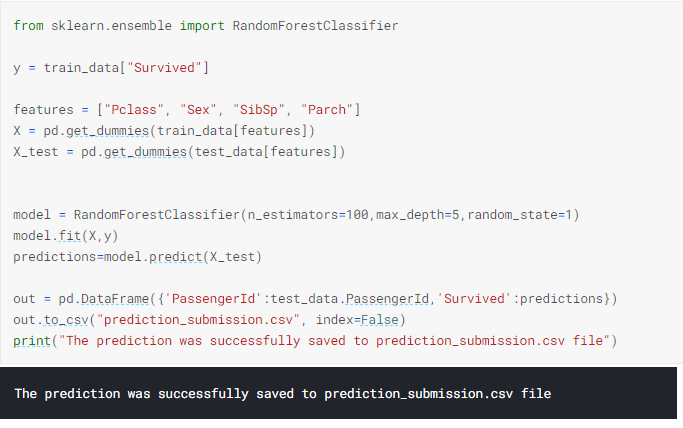 from sklearn.ensemble import RandomForestClassifier
y = train_data["Survived"]
features = ["Pclass", "Sex", "SibSp", "Parch"]
X = pd.get_dummies(train_data[features])
X_test = pd.get_dummies(test_data[features])
model = RandomForestClassifier(n_estimators=100,max_depth=5,random_state=1)
model.fit(X,y)
predictions=model.predict(X_test)
out = pd.DataFrame({'PassengerId':test_data.PassengerId,'Survived':predictions})
out.to_csv("prediction_submission.csv", index=False)
print("The prediction was successfully saved to prediction_submission.csv file")
The prediction was successfully saved to prediction_submission.csv file